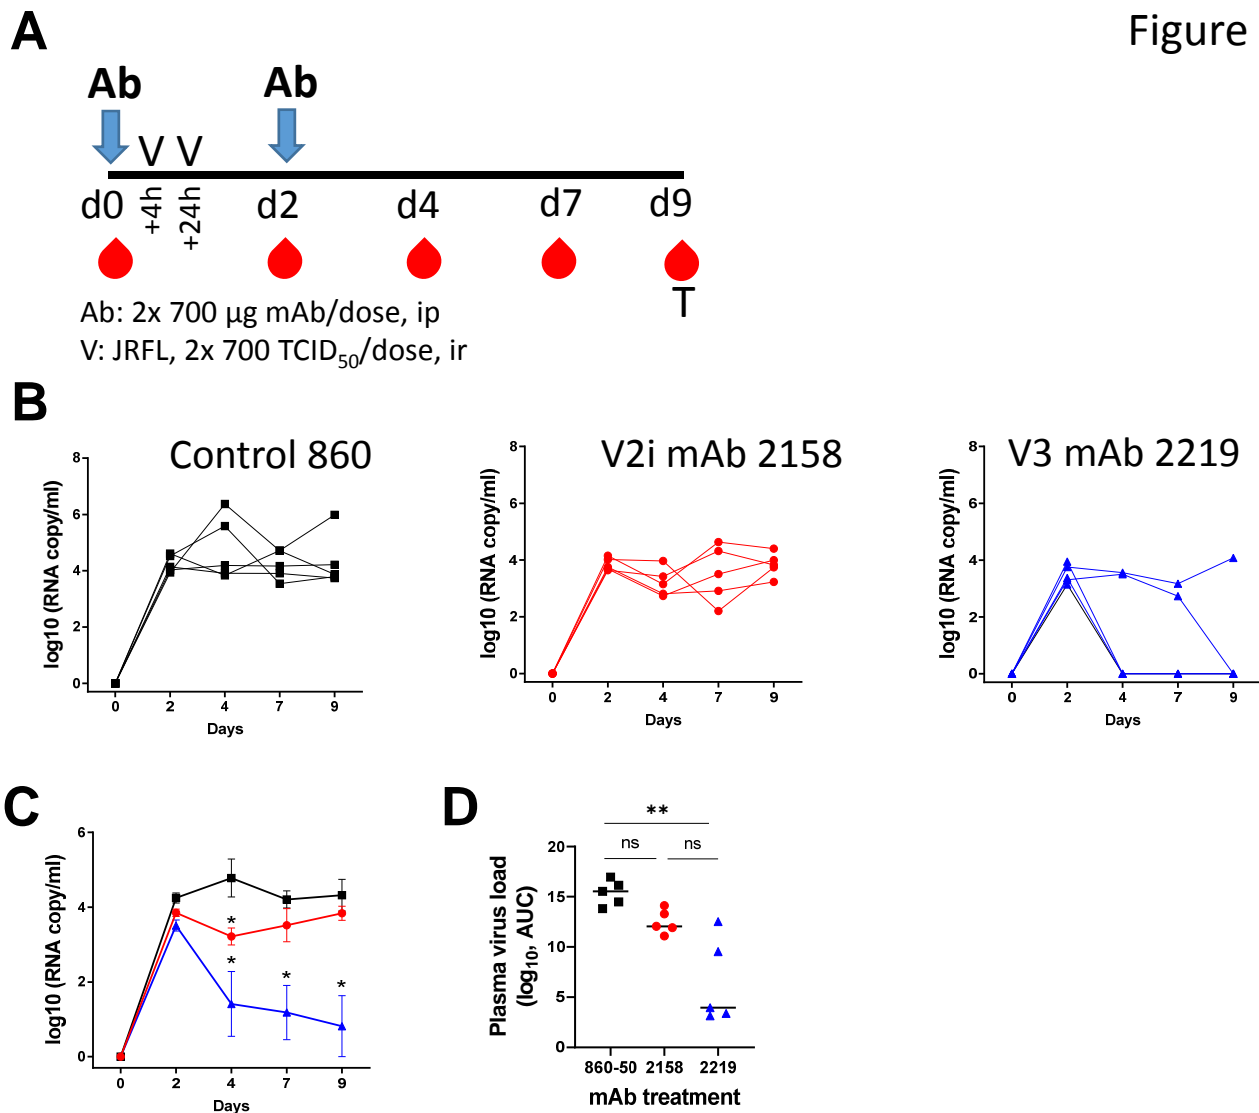 A
Figure
Ab
Ab
V V
d0 +4h +24h d2 d4 d7 d9
T
Ab: 2x 700 µg mAb/dose, ip
V: JRFL, 2x 700 TCID50/dose, ir
B
Control 860
log10 (RNA copy/ml)
8
6
4
2
0
0 2 4 7 9
Days
V2i mAb 2158
log10 (RNA copy/ml)
8
6
4
2
0
0 2 4 7 9
Days
V3 mAb 2219
log10 (RNA copy/ml)
8
6
4
2
0
0 2 4 7 9
Days
C
log10 (RNA copy/ml)
6
4
2
0
*
*
*
*
0 2 4 7 9
Days
D
Plasma virus load
(log10, AUC)
**
ns ns
20
15
10
5
0
860-50 2158 2219
mAb treatment